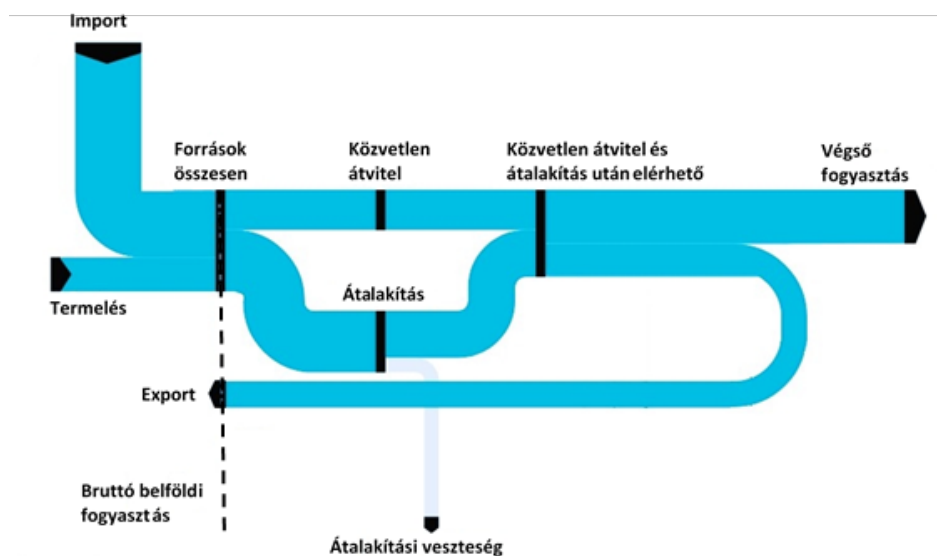 Import
Források
összesen
Közvetlen
átvitel
Közvetlen átvitel és
átalakítás után elérhető
Végső
fogyasztás
Termelés
Átalakítás
Export
Bruttó belföldi
fogyasztás
Átalakítási veszteség